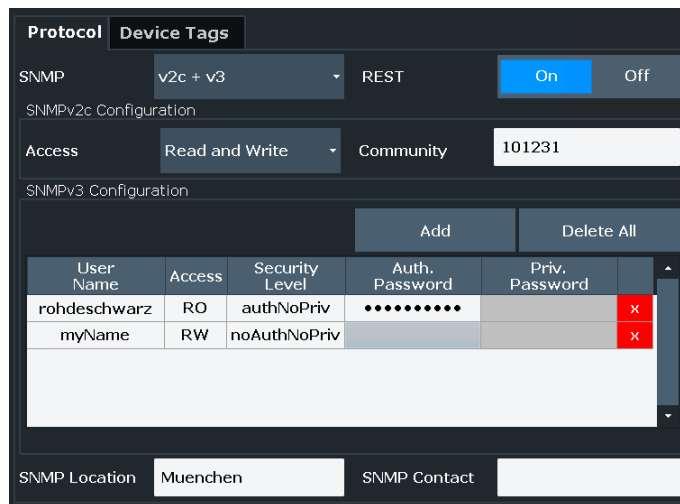 Protocol Device Tags
SNMP v2c + v3 REST On Off
SNMPv2c Configuration
Access Read and Write Community 101231
SNMPv3 Configuration
Add Delete All
User Name Access Security Level Auth. Password Priv. Password
rohdeschwarz RO authNoPriv •••••••••• x
myName RW noAuthNoPriv x
SNMP Location Muenchen SNMP Contact